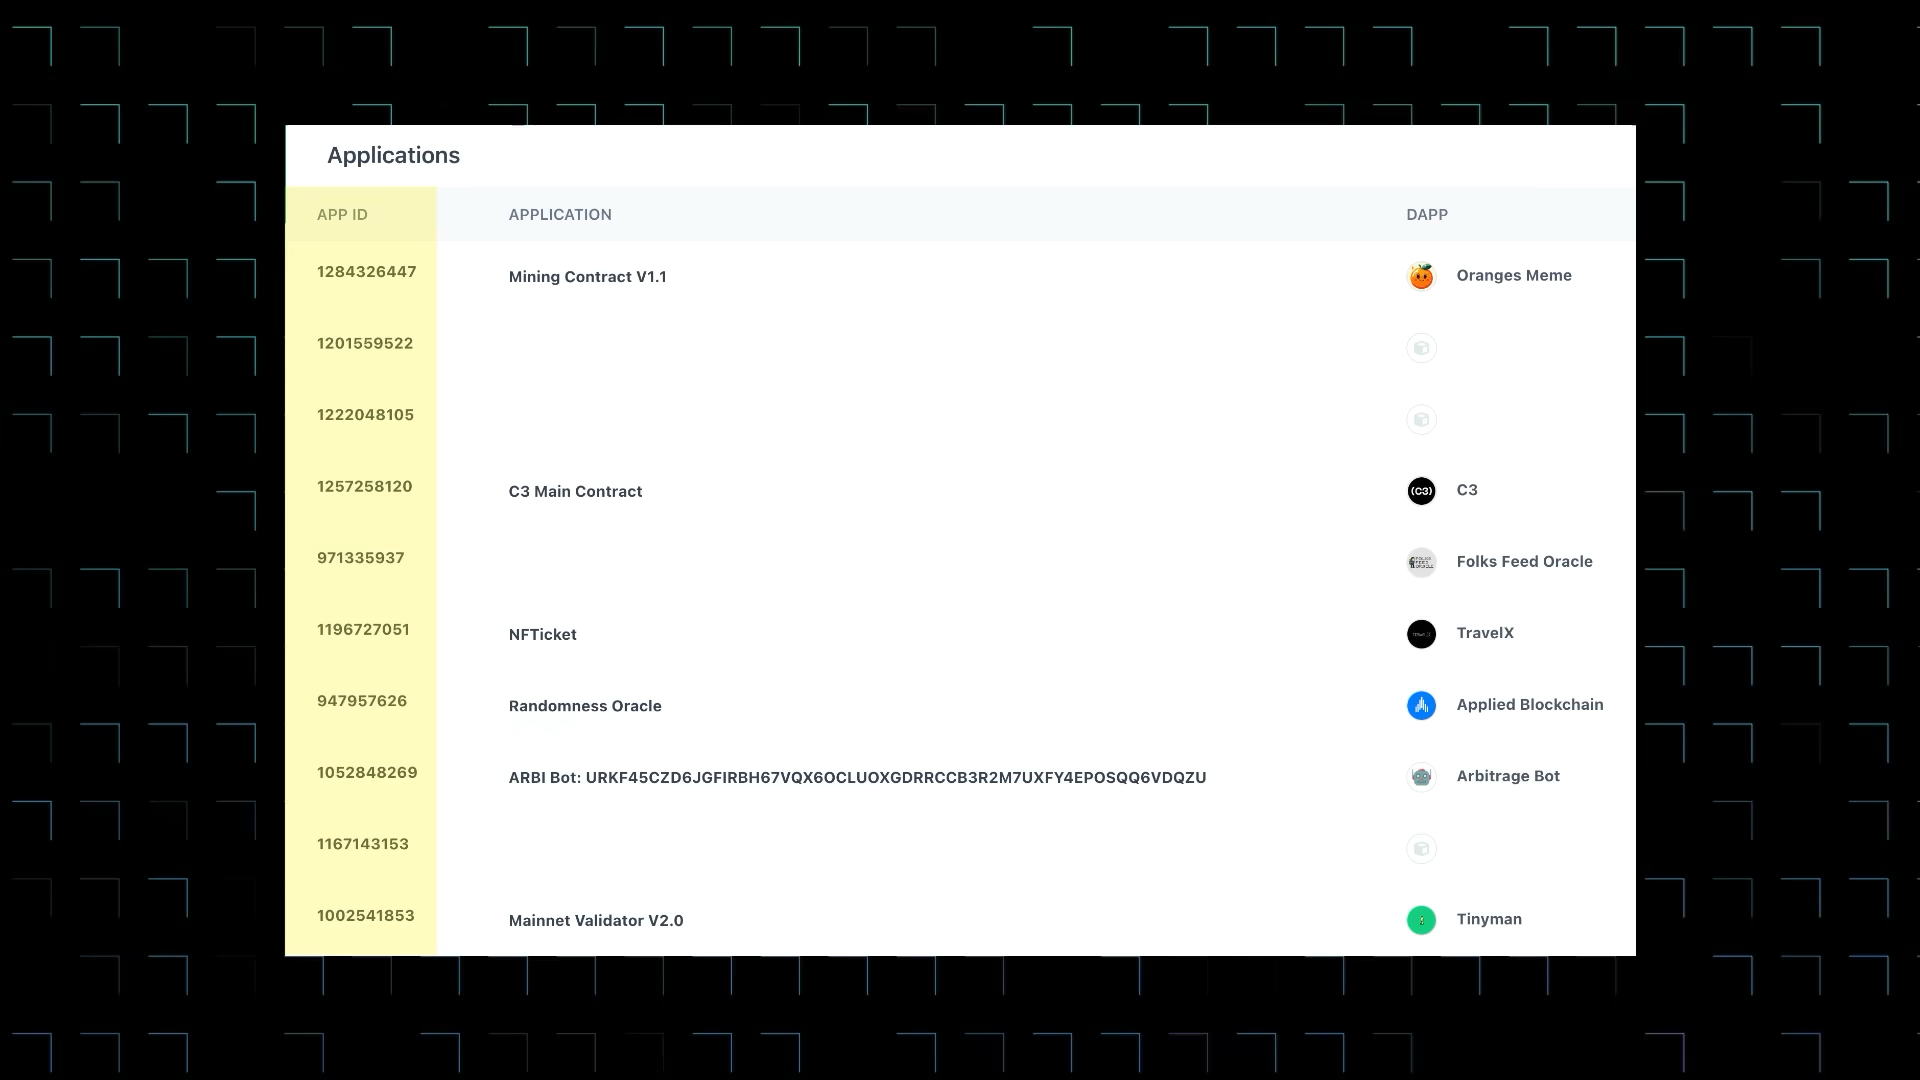 Applications
APP ID APPLICATION DAPP
1284326447 Mining Contract V1.1 Oranges Meme
1201559522
1222048105
1257258120 C3 Main Contract (C3) C3
971335937 Folks Feed Oracle
1196727051 NFTicket TravelX
947957626 Randomness Oracle Applied Blockchain
1052848269 ARBI Bot: URKF45CZD6JGFIRBH67VQX6OCLUOXGDRRCCB3R2M7UXFY4EPOSQQ6VDQZU Arbitrage Bot
1167143153
1002541853 Mainnet Validator V2.0 Tinyman